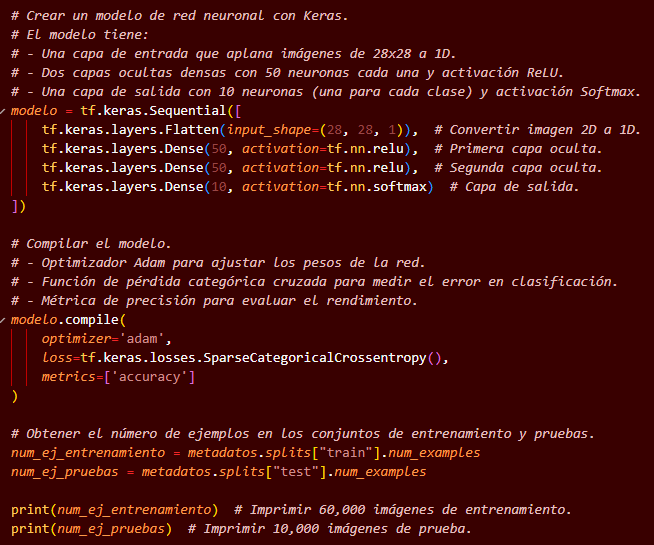 # Crear un modelo de red neuronal con Keras.
# El modelo tiene:
# - Una capa de entrada que aplana imágenes de 28x28 a 1D.
# - Dos capas ocultas densas con 50 neuronas cada una y activación ReLU.
# - Una capa de salida con 10 neuronas (una para cada clase) y activación Softmax.
modelo = tf.keras.Sequential([
    tf.keras.layers.Flatten(input_shape=(28, 28, 1)),  # Convertir imagen 2D a 1D.
    tf.keras.layers.Dense(50, activation=tf.nn.relu),  # Primera capa oculta.
    tf.keras.layers.Dense(50, activation=tf.nn.relu),  # Segunda capa oculta.
    tf.keras.layers.Dense(10, activation=tf.nn.softmax)  # Capa de salida.
])
# Compilar el modelo.
# - Optimizador Adam para ajustar los pesos de la red.
# - Función de pérdida categórica cruzada para medir el error en clasificación.
# - Métrica de precisión para evaluar el rendimiento.
modelo.compile(
    optimizer='adam',
    loss=tf.keras.losses.SparseCategoricalCrossentropy(),
    metrics=['accuracy']
)
# Obtener el número de ejemplos en los conjuntos de entrenamiento y pruebas.
num_ej_entrenamiento = metadatos.splits["train"].num_examples
num_ej_pruebas = metadatos.splits["test"].num_examples
print(num_ej_entrenamiento)  # Imprimir 60,000 imágenes de entrenamiento.
print(num_ej_pruebas)  # Imprimir 10,000 imágenes de prueba.